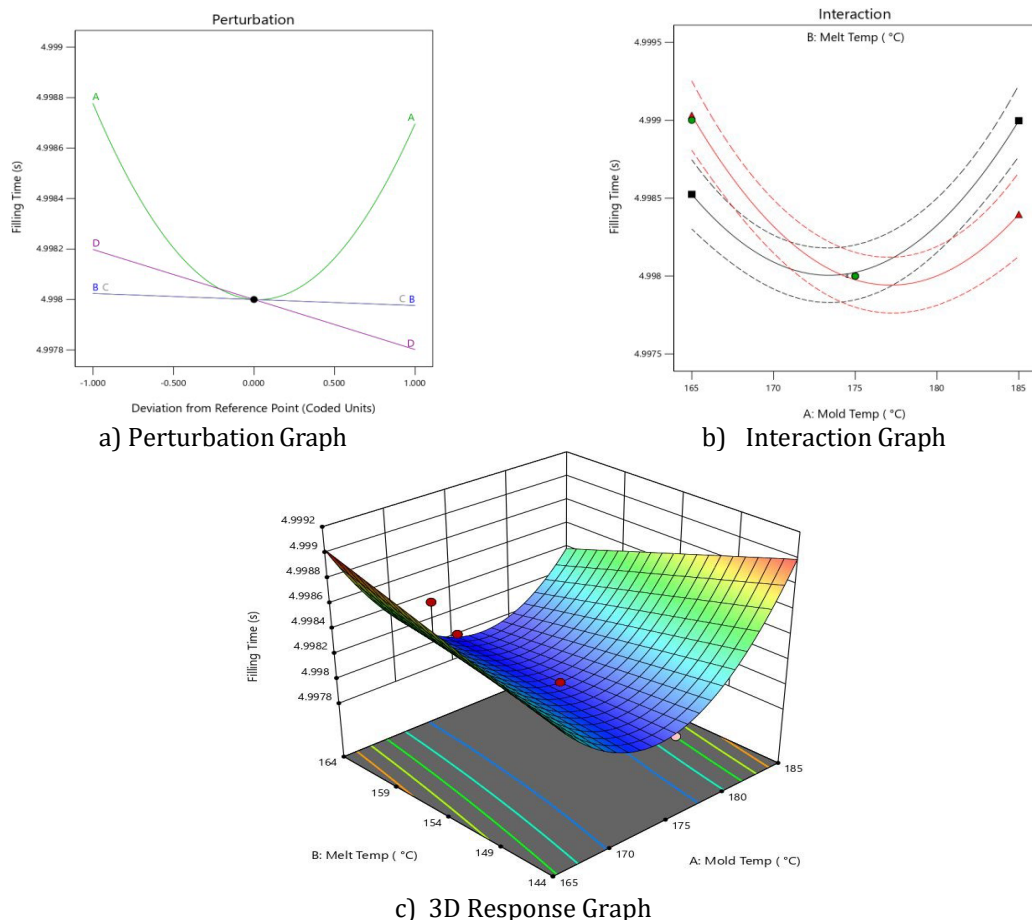 Perturbation
4.999
4.9988
4.9986
4.9984
4.9982
4.998
4.9978
Filling Time (s)
A
A
D
B C
C B
D
-1.000 -0.500 0.000 0.500 1.000
Deviation from Reference Point (Coded Units)
a) Perturbation Graph
Interaction
B: Melt Temp ( °C)
4.9995
4.999
4.9985
4.998
4.9975
Filling Time (s)
165 170 175 180 185
A: Mold Temp ( °C)
b) Interaction Graph
4.9992
4.999
4.9988
4.9986
4.9984
4.9982
4.998
4.9978
Filling Time (s)
164
159
154
149
144
B: Melt Temp ( °C)
165
170
175
180
185
A: Mold Temp ( °C)
c) 3D Response Graph